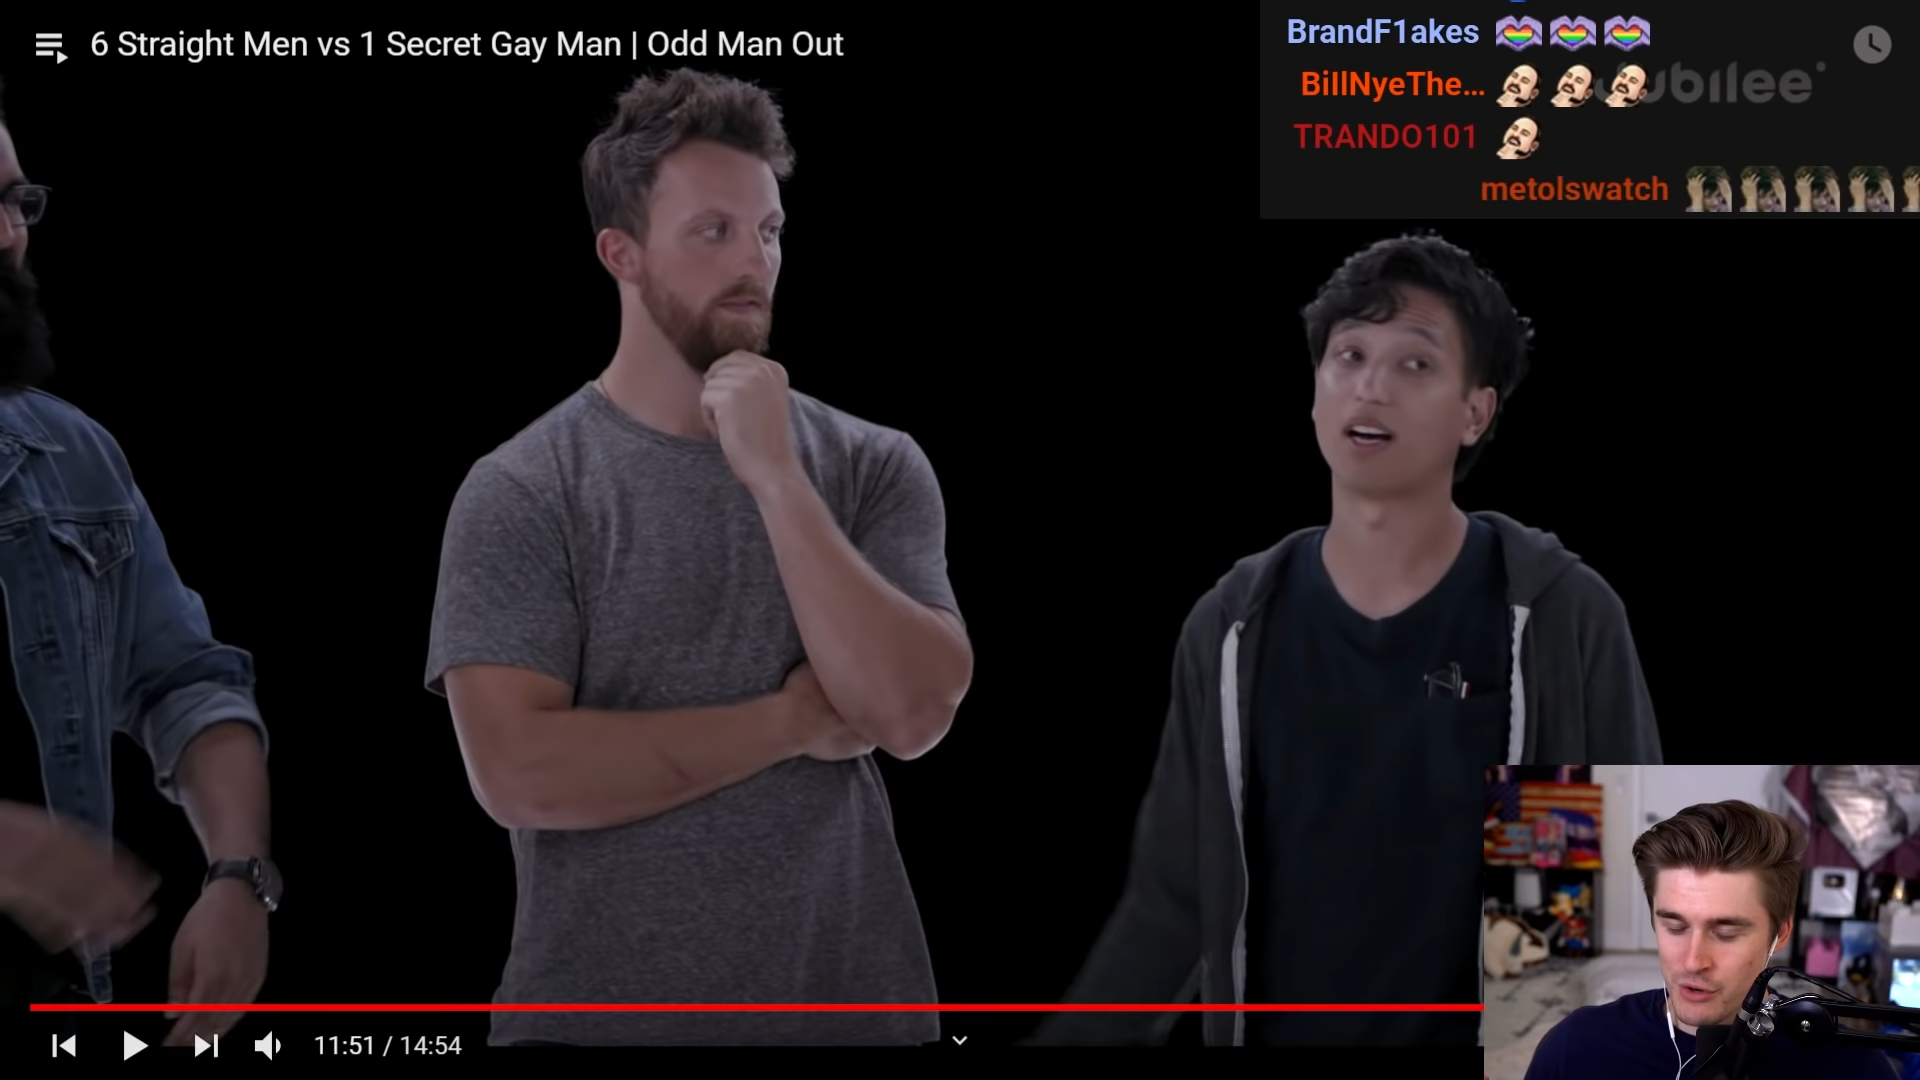 6 Straight Men vs 1 Secret Gay Man | Odd Man Out
BrandF1akes
BillNyeThe...
jubilee
TRANDO101
metolswatch
11:51 / 14:54